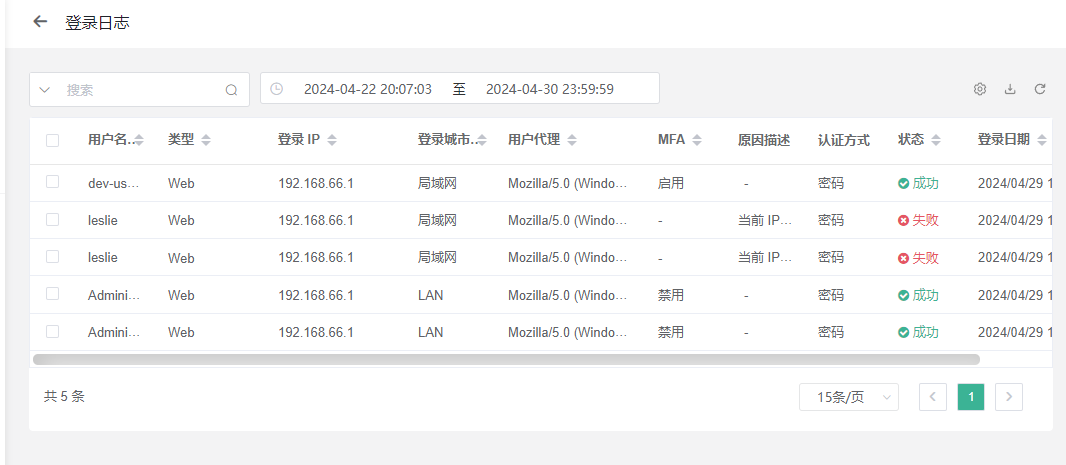 登录日志
搜索 2024-04-22 20:07:03 至 2024-04-30 23:59:59
用户名... 类型 登录 IP 登录城市... 用户代理 MFA 原因描述 认证方式 状态 登录日期
dev-us... Web 192.168.66.1 局域网 Mozilla/5.0 (Windo... 启用 - 密码 成功 2024/04/29 1
leslie Web 192.168.66.1 局域网 Mozilla/5.0 (Windo... - 当前 IP... 密码 失败 2024/04/29 1
leslie Web 192.168.66.1 局域网 Mozilla/5.0 (Windo... - 当前 IP... 密码 失败 2024/04/29 1
Admini... Web 192.168.66.1 LAN Mozilla/5.0 (Windo... 禁用 - 密码 成功 2024/04/29 1
Admini... Web 192.168.66.1 LAN Mozilla/5.0 (Windo... 禁用 - 密码 成功 2024/04/29 1
共 5 条 15条/页 1